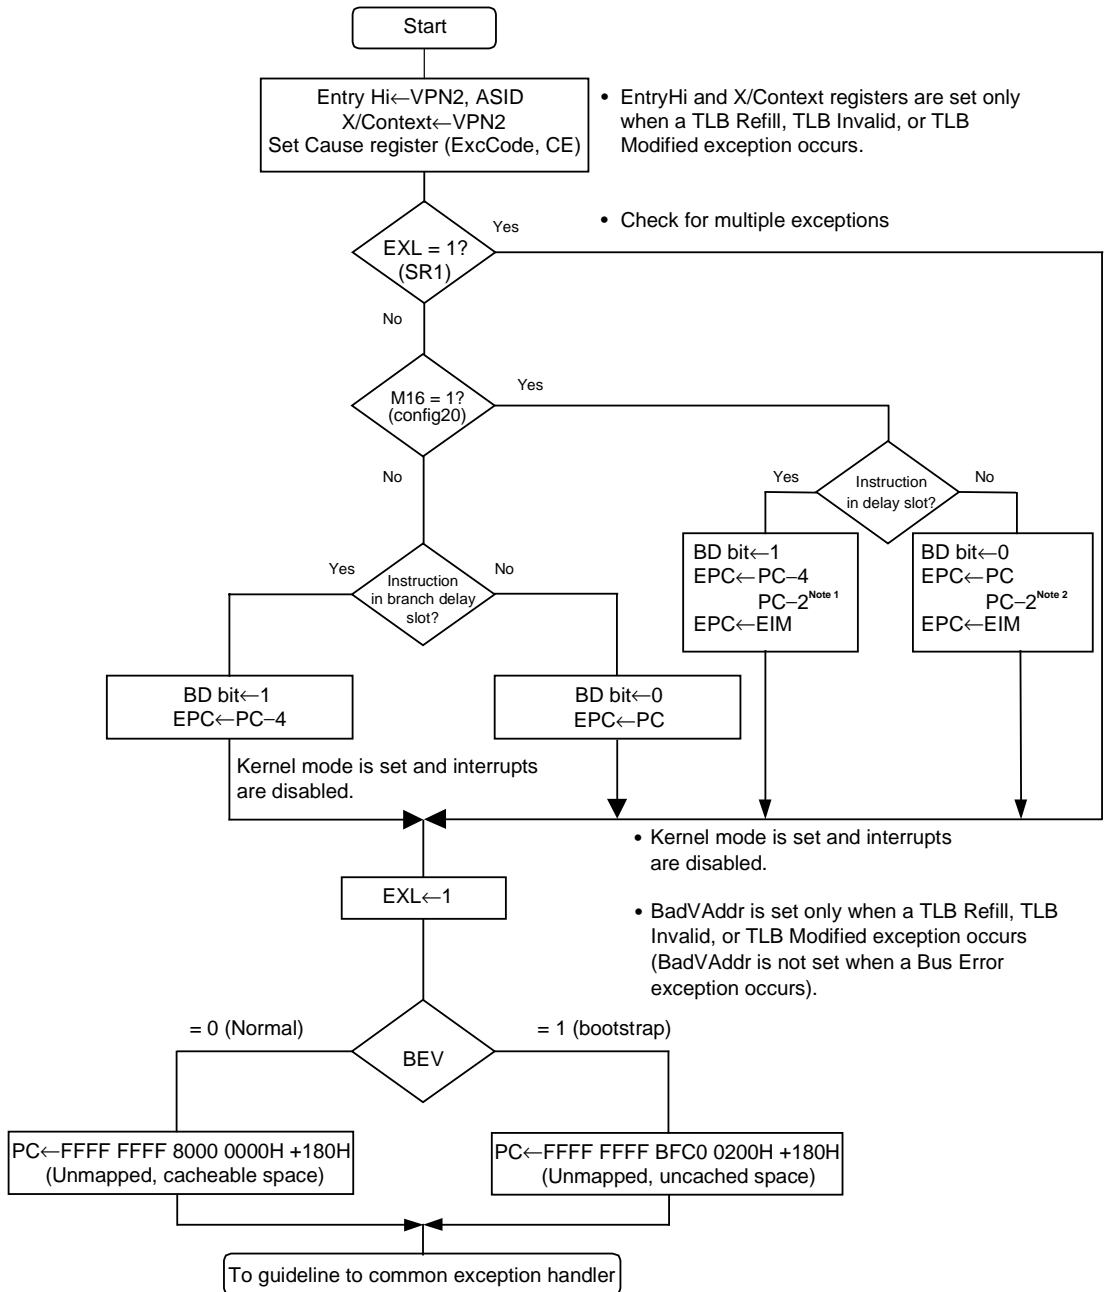 Start
Entry Hi←VPN2, ASID
X/Context←VPN2
Set Cause register (ExcCode, CE)
• EntryHi and X/Context registers are set only
when a TLB Refill, TLB Invalid, or TLB
Modified exception occurs.
Yes
• Check for multiple exceptions
EXL = 1?
(SR1)
No
Yes
M16 = 1?
(config20)
No
Yes
Instruction
in delay slot?
No
BD bit←1
EPC←PC−4
PC−2Note 1
EPC←EIM
BD bit←0
EPC←PC
PC−2Note 2
EPC←EIM
Yes
Instruction
in branch delay
slot?
No
BD bit←1
EPC←PC−4
BD bit←0
EPC←PC
Kernel mode is set and interrupts
are disabled.
• Kernel mode is set and interrupts
are disabled.
EXL←1
• BadVAddr is set only when a TLB Refill, TLB
Invalid, or TLB Modified exception occurs
(BadVAddr is not set when a Bus Error
exception occurs).
= 0 (Normal)
= 1 (bootstrap)
BEV
PC←FFFF FFFF 8000 0000H +180H
(Unmapped, cacheable space)
PC←FFFF FFFF BFC0 0200H +180H
(Unmapped, uncached space)
To guideline to common exception handler